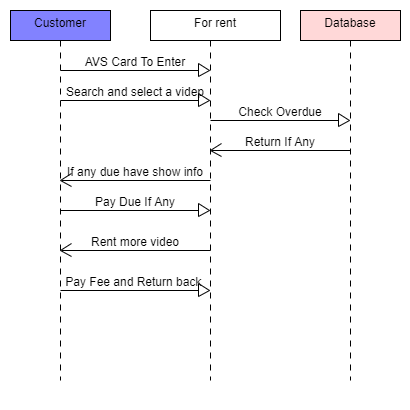 Customer
For rent
Database
AVS Card To Enter
Search and select a video
Check Overdue
Return If Any
If any due have show info
Pay Due If Any
Rent more video
Pay Fee and Return back